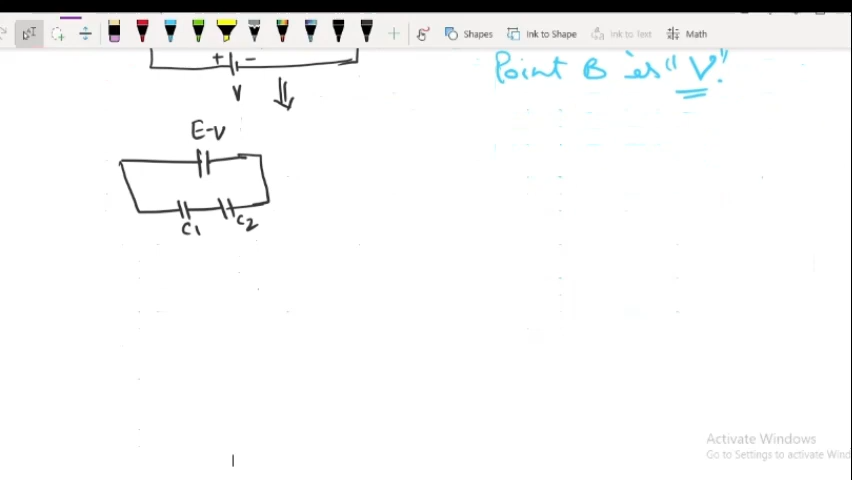 Shapes
Ink to Shape
Ink to Text
Math
+ -
V
Point B is "V".
E-V
C1
C2
Activate Windows
Go to Settings to activate Wind